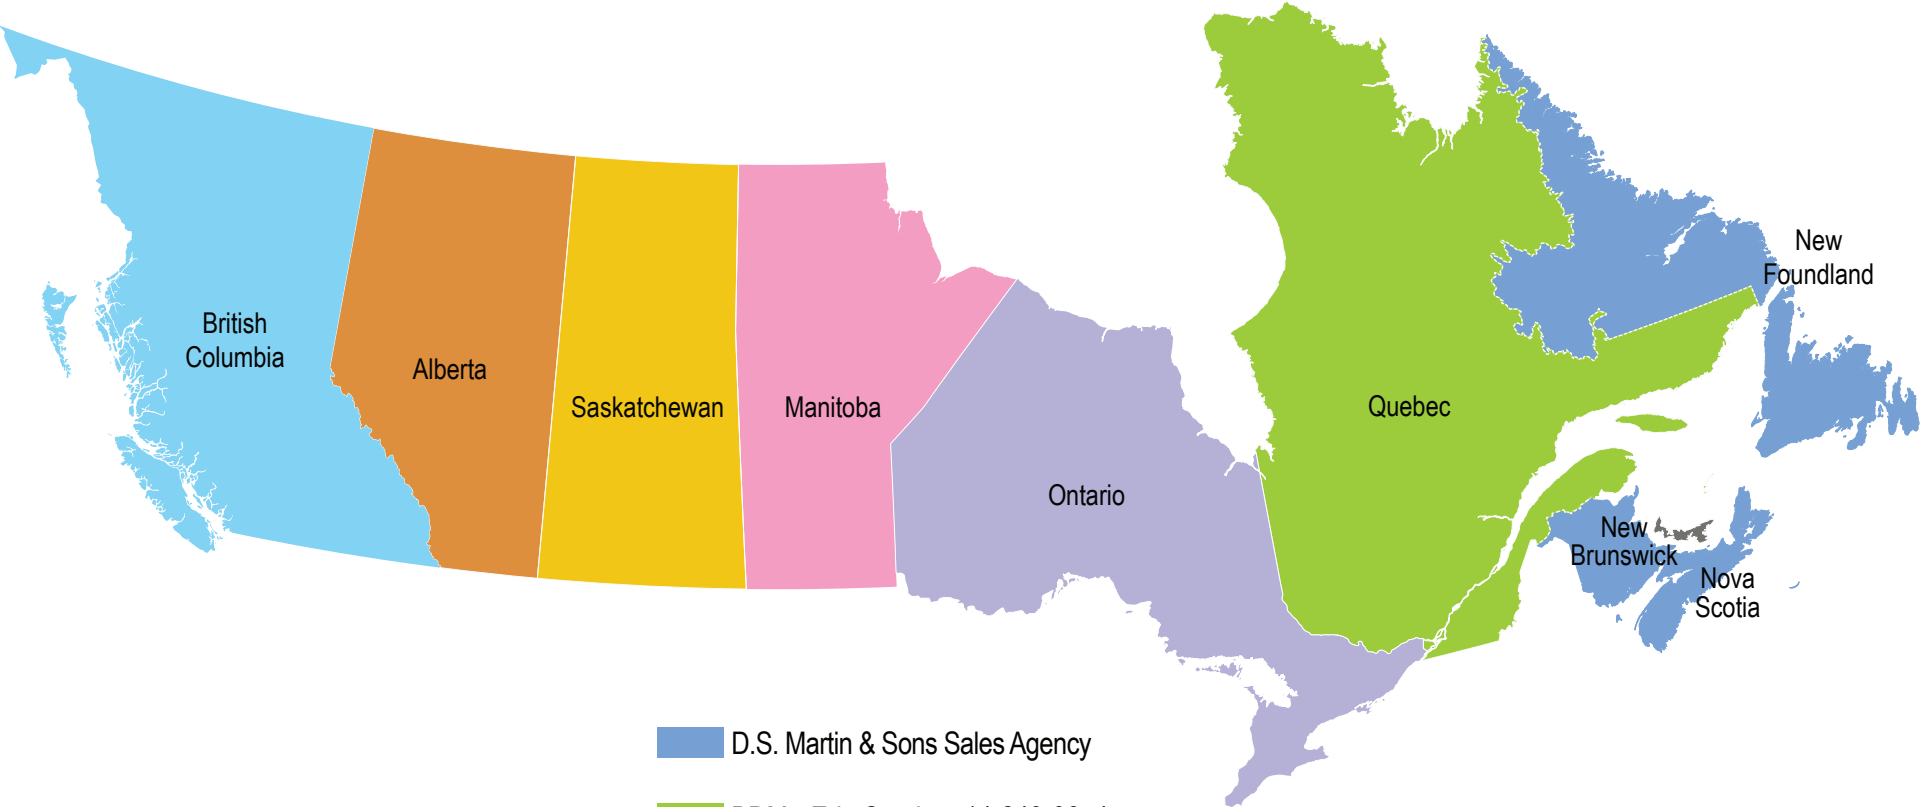 New
Foundland
British
Columbia
Alberta
Saskatchewan
Manitoba
Quebec
Ontario
New
Brunswick
Nova
Scotia
D.S. Martin & Sons Sales Agency